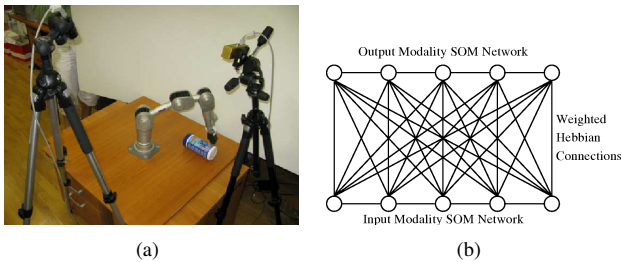 Output Modality SOM Network
Weighted
Hebbian
Connections
Input Modality SOM Network
(a)
(b)